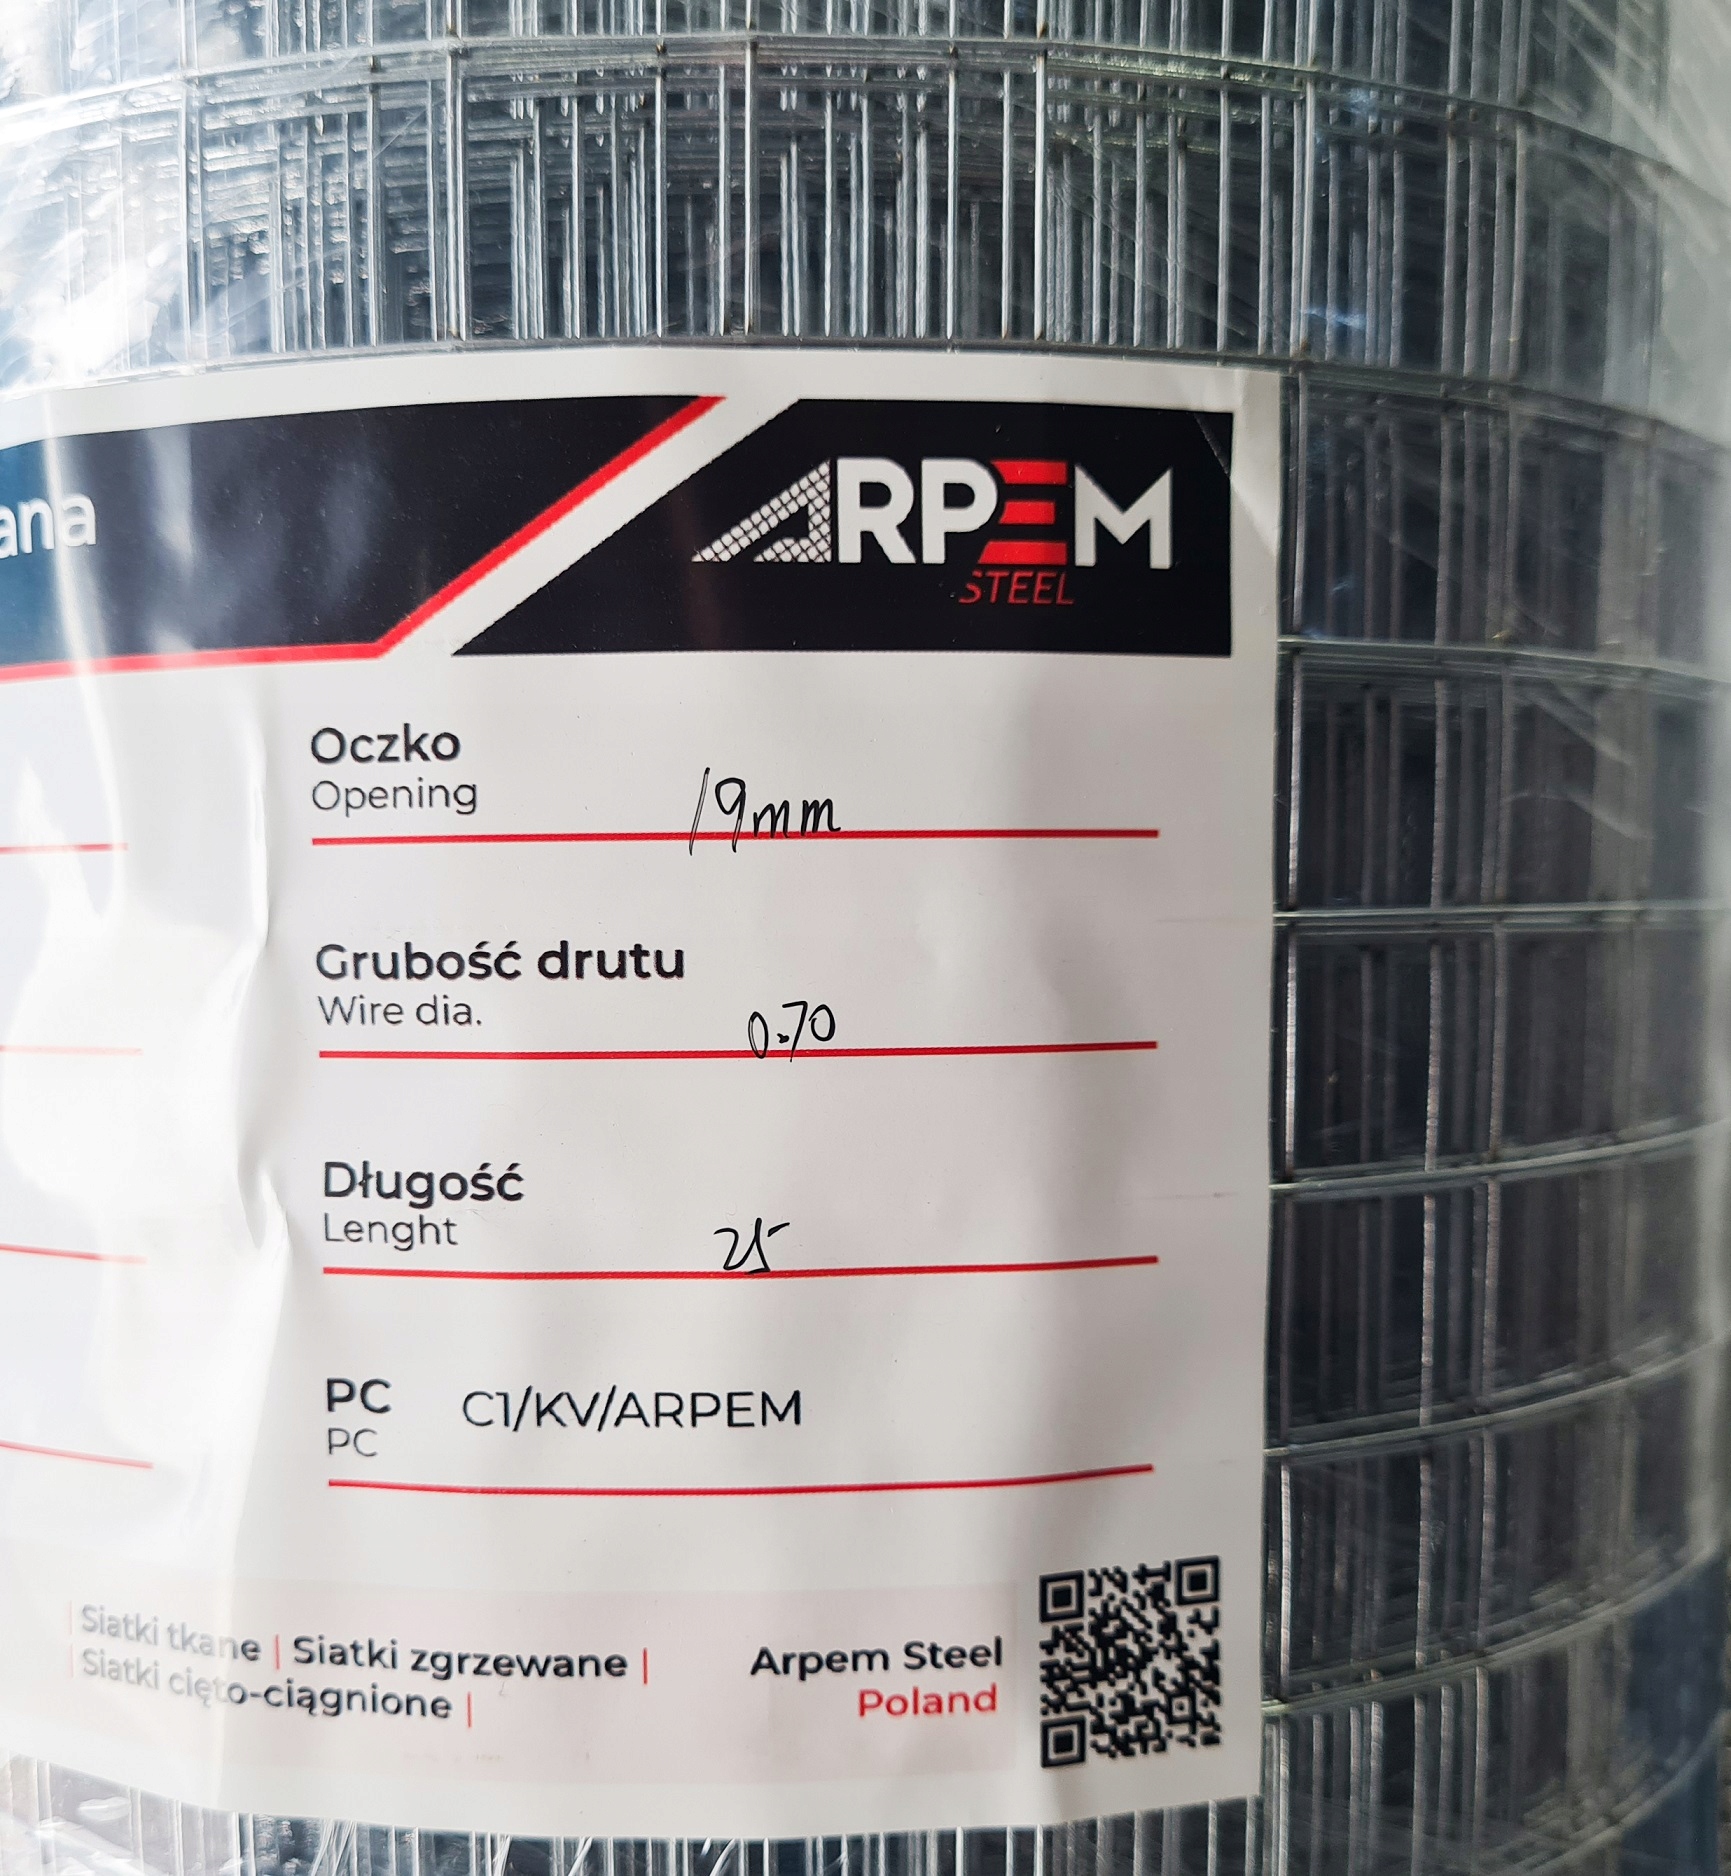 ana
ARPEM
STEEL
Oczko
Opening
19mm
Grubość drutu
Wire dia.
0.70
Długość
Lenght
25
PC
PC
C1/KV/ARPEM
| Siatki tkane | Siatki zgrzewane |
| Siatki cięto-ciągnione |
Arpem Steel
Poland